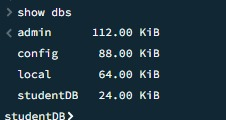 > show dbs
< admin 112.00 KiB
config 88.00 KiB
local 64.00 KiB
studentDB 24.00 KiB
studentDB>